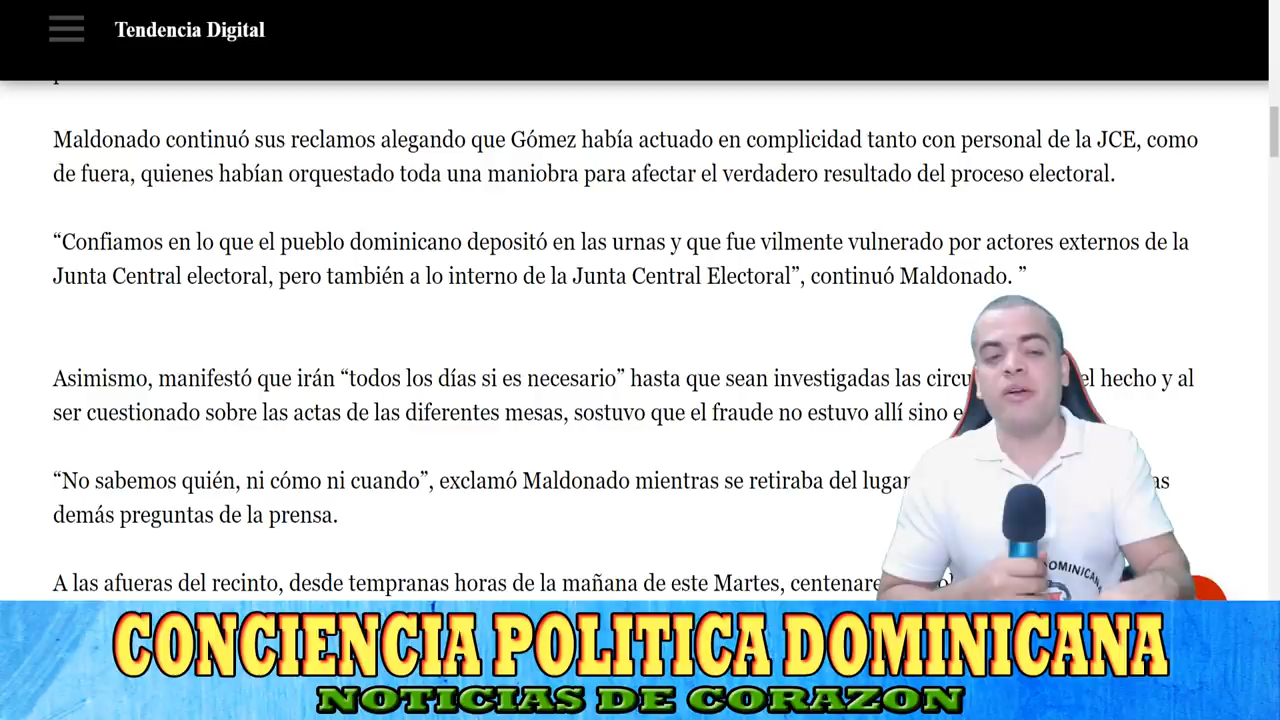 Tendencia Digital
Maldonado continuó sus reclamos alegando que Gómez había actuado en complicidad tanto con personal de la JCE, como
de fuera, quienes habían orquestado toda una maniobra para afectar el verdadero resultado del proceso electoral.
“Confiamos en lo que el pueblo dominicano depositó en las urnas y que fue vilmente vulnerado por actores externos de la
Junta Central electoral, pero también a lo interno de la Junta Central Electoral”, continuó Maldonado. ”
Asimismo, manifestó que irán “todos los días si es necesario” hasta que sean investigadas las el hecho y al
ser cuestionado sobre las actas de las diferentes mesas, sostuvo que el fraude no estuvo allí sino
“No sabemos quién, ni cómo ni cuando”, exclamó Maldonado mientras se retiraba del
demás preguntas de la prensa.
A las afueras del recinto, desde tempranas horas de la mañana de este Martes,
CONCIENCIA POLITICA DOMINICANA
NOTICIAS DE CORAZON